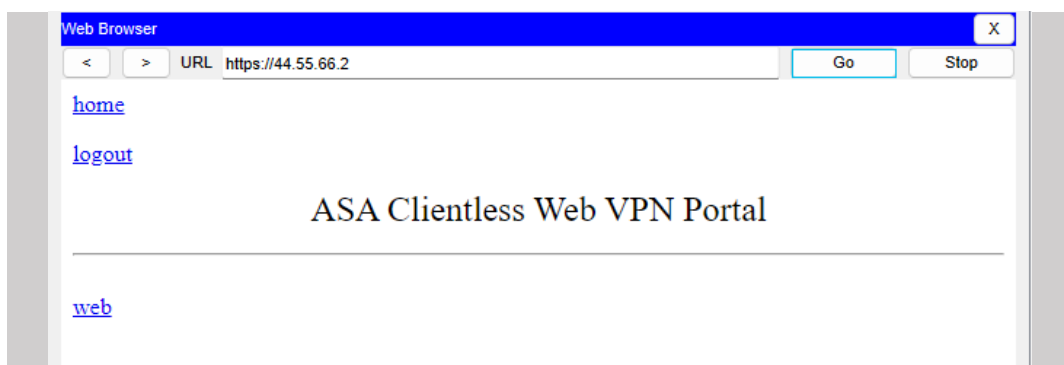 Web Browser X
< > URL https://44.55.66.2 Go Stop
home
logout
ASA Clientless Web VPN Portal
web